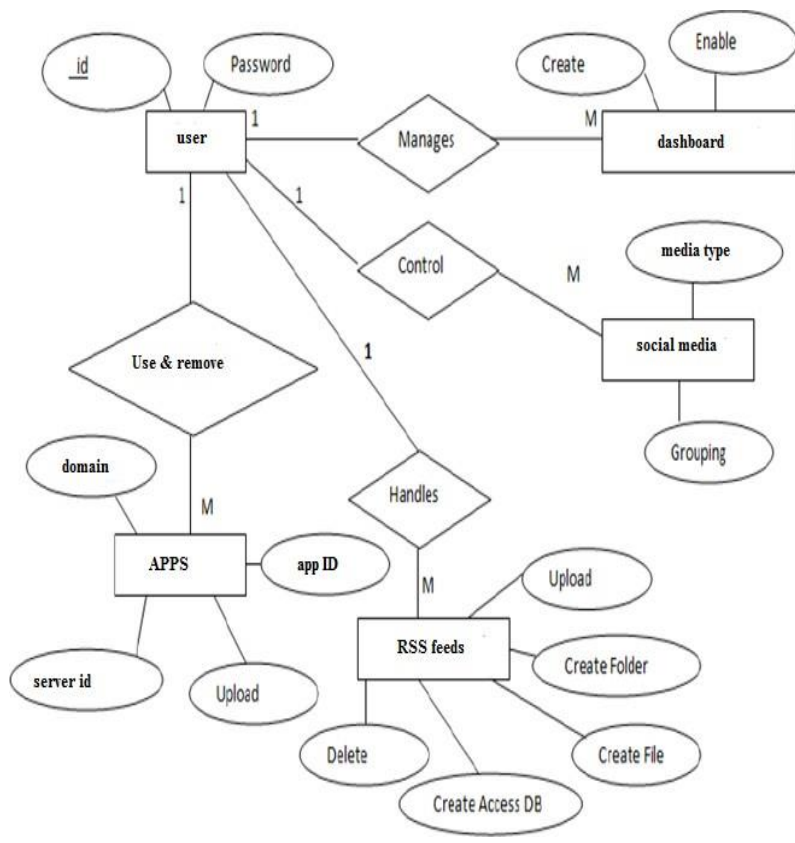 id
Password
Enable
Create
user
1
Manages
M
dashboard
1
1
Control
M
media type
social media
Use & remove
1
Grouping
domain
Handles
M
APPS
app ID
M
Upload
RSS feeds
Create Folder
server id
Upload
Delete
Create File
Create Access DB